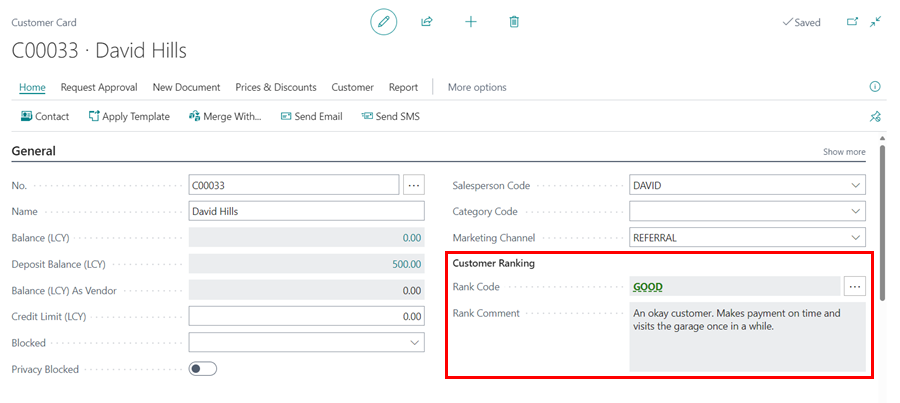 Customer Card
Saved
C00033 · David Hills
Home Request Approval New Document Prices & Discounts Customer Report More options
Contact Apply Template Merge With... Send Email Send SMS
General
Show more
No. C00033
Name David Hills
Balance (LCY) 0.00
Deposit Balance (LCY) 500.00
Balance (LCY) As Vendor 0.00
Credit Limit (LCY) 0.00
Blocked
Privacy Blocked
Salesperson Code DAVID
Category Code
Marketing Channel REFERRAL
Customer Ranking
Rank Code GOOD
Rank Comment An okay customer. Makes payment on time and
visits the garage once in a while.